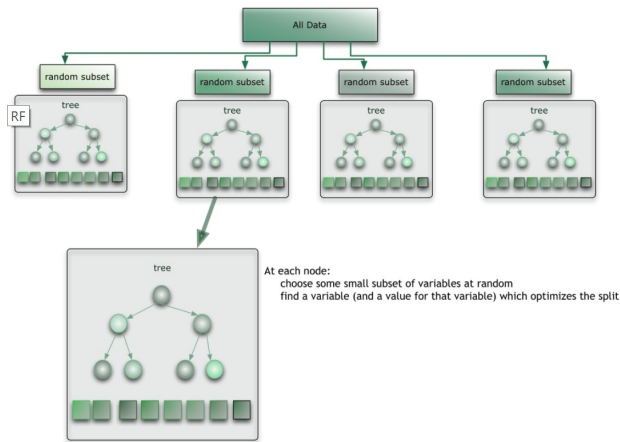 All Data
random subset
random subset
random subset
random subset
RF
tree
tree
tree
tree
tree
At each node:
choose some small subset of variables at random
find a variable (and a value for that variable) which optimizes the split